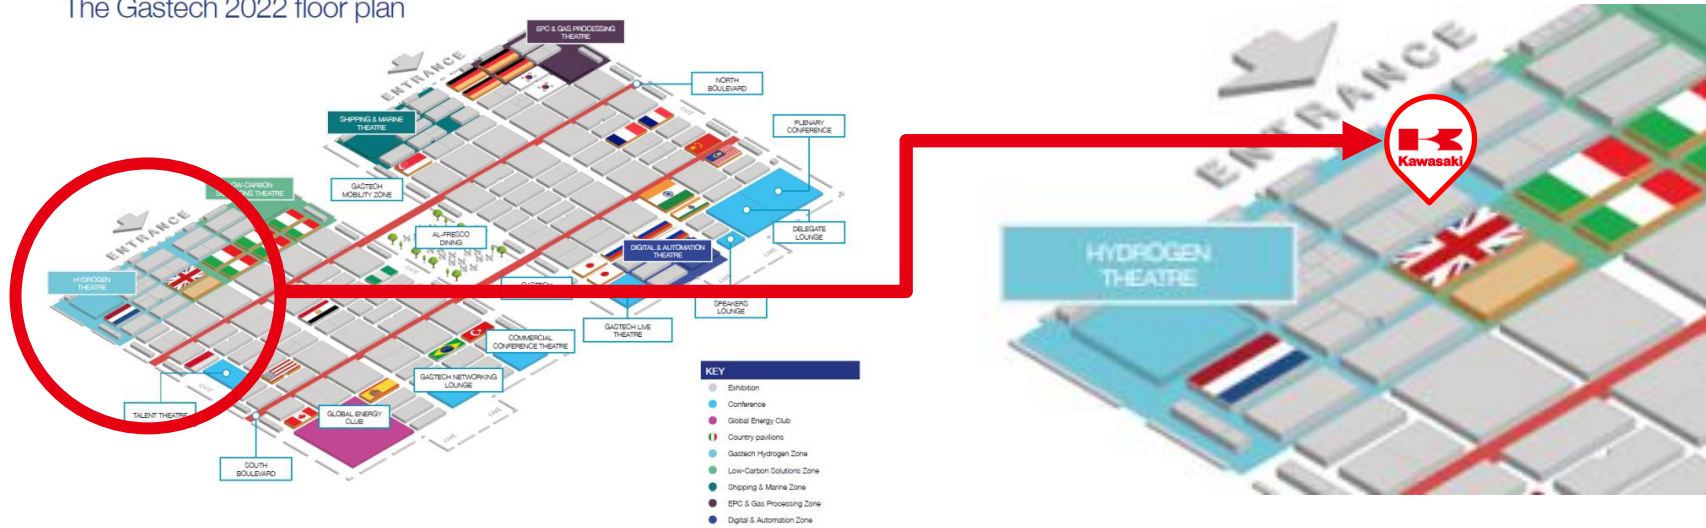 The Gastech 2022 floor plan
EPC & GAS PROCESSING
THEATRE
ENTRANCE
NORTH
BOULEVARD
SHIPPING & MARINE
THEATRE
PLENARY
CONFERENCE
GASTECH
MOBILITY ZONE
LOW-CARBON
SOLUTIONS THEATRE
ENTRANCE
AL-FRESCO
DINING
DELEGATE
LOUNGE
DIGITAL & AUTOMATION
THEATRE
HYDROGEN
THEATRE
GASTECH
SPEAKERS
LOUNGE
GASTECH LIVE
THEATRE
COMMERCIAL
CONFERENCE THEATRE
GASTECH NETWORKING
LOUNGE
TALENT THEATRE
GLOBAL ENERGY
CLUB
SOUTH
BOULEVARD
KEY
Exhibition
Conference
Global Energy Club
Country pavilions
Gastech Hydrogen Zone
Low-Carbon Solutions Zone
Shipping & Marine Zone
EPC & Gas Processing Zone
Digital & Automation Zone
ENTRANCE
Kawasaki
HYDROGEN
THEATRE